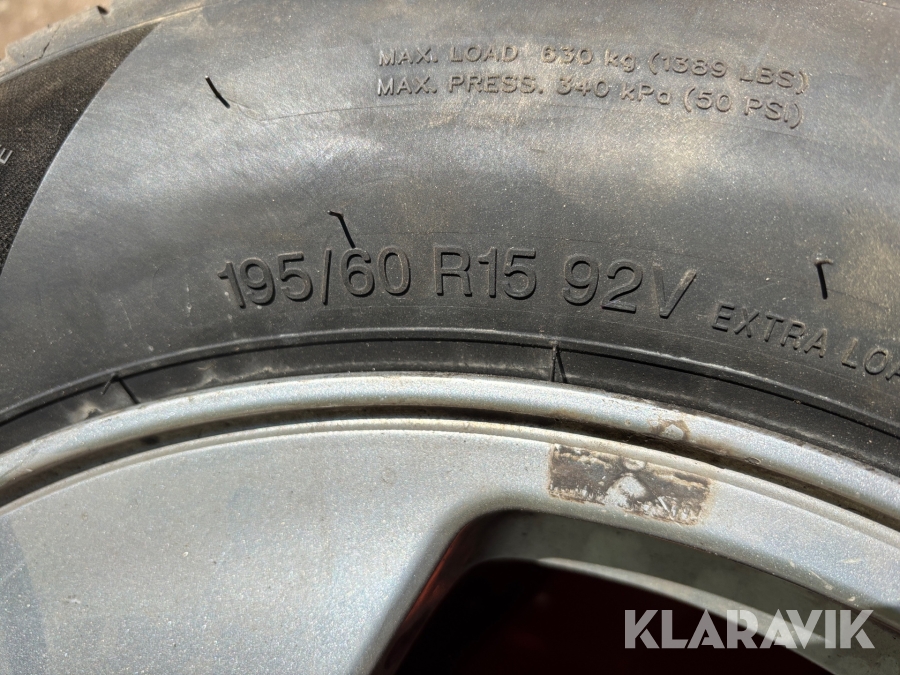 MAX. LOAD 630 kg (1389 LBS)
MAX. PRESS. 340 kPa (50 PSI)
195/60 R15 92V EXTRA LOA
KLARAVIK